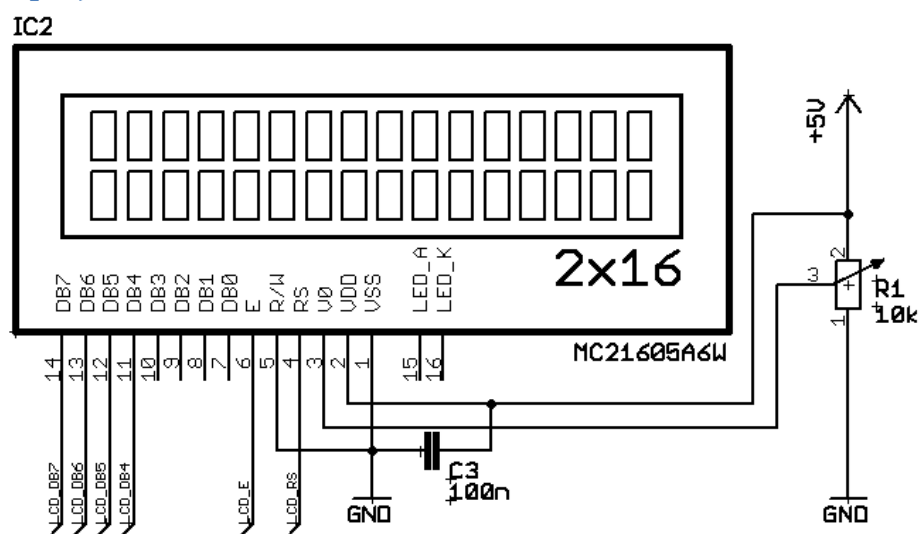 IC2
+5V
2x16
DB7
DB6
DB5
DB4
DB3
DB2
DB1
DB0
E
R/W
RS
V0
VDD
VSS
LED_A
LED_K
2
3
1
R1
10k
MC21605A6W
14
13
12
11
10
9
8
7
6
5
4
3
2
1
15
16
LCD_DB7
LCD_DB6
LCD_DB5
LCD_DB4
LCD_E
LCD_RS
C3
100n
GND
GND